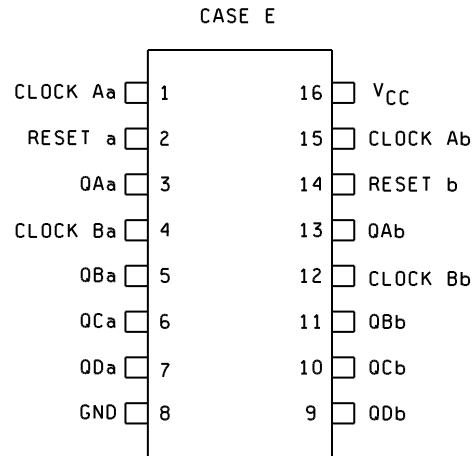 CASE E
CLOCK Aa 1 16 VCC
RESET a 2 15 CLOCK Ab
QAa 3 14 RESET b
CLOCK Ba 4 13 QAb
QBa 5 12 CLOCK Bb
QCa 6 11 QBb
QDa 7 10 QCb
GND 8 9 QDb